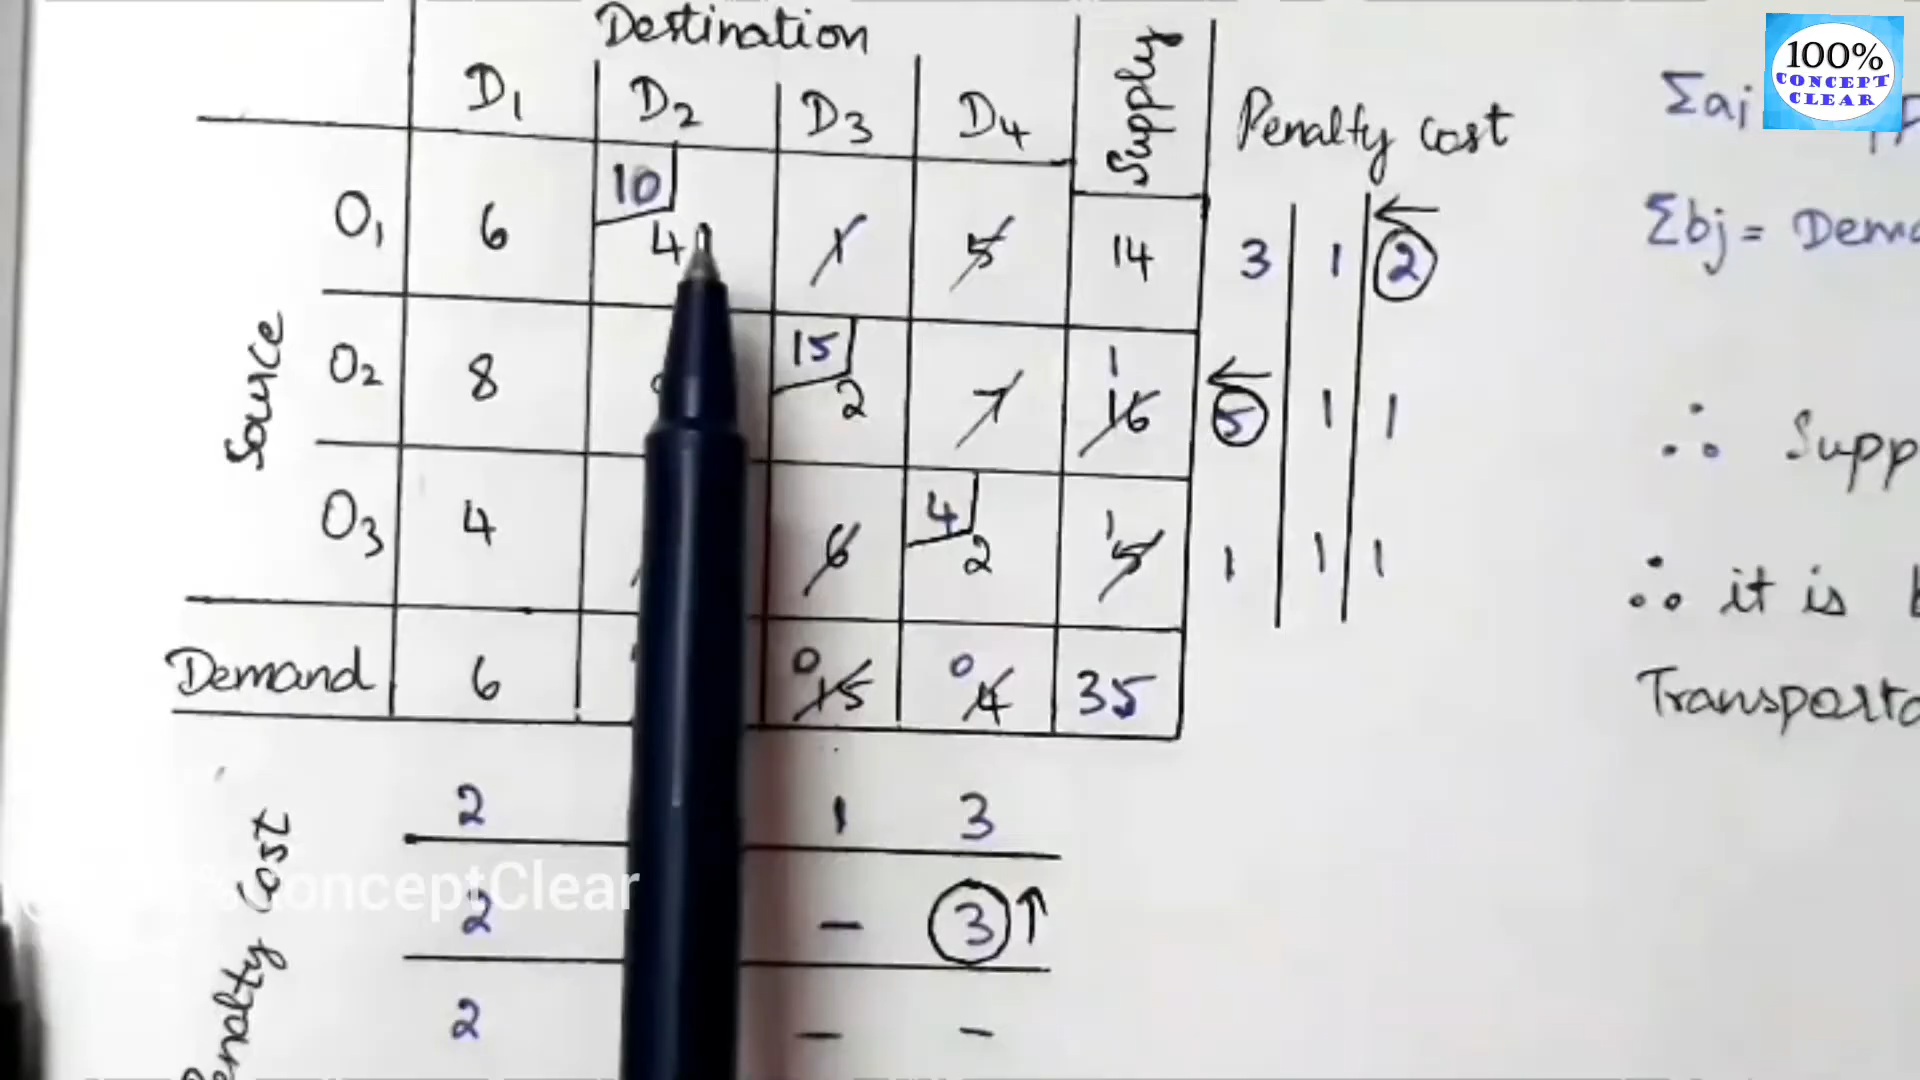 Destination
D1 D2 D3 D4 Supply Penalty Cost
O1 6 10 4 1 5 14 3 1 2
Source
O2 8 15 2 7 1 16 5 1 1
O3 4 6 4 2 1 5 1 1 1
Demand 6 0 15 0 4 35
Penalty Cost
2 1 3
2 - 3 ↑
2 - -
Σai
Σbj =
∴
∴ it is
100%
CONCEPT
CLEAR
ConceptClear